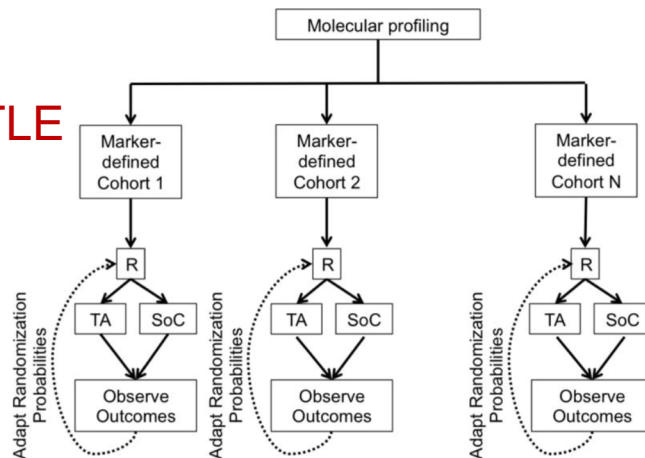 Molecular profiling
TLE
Marker-
defined
Cohort 1
Marker-
defined
Cohort 2
Marker-
defined
Cohort N
R
R
R
TA
SoC
TA
SoC
TA
SoC
Observe
Outcomes
Observe
Outcomes
Observe
Outcomes
Adapt Randomization
Probabilities
Adapt Randomization
Probabilities
Adapt Randomization
Probabilities